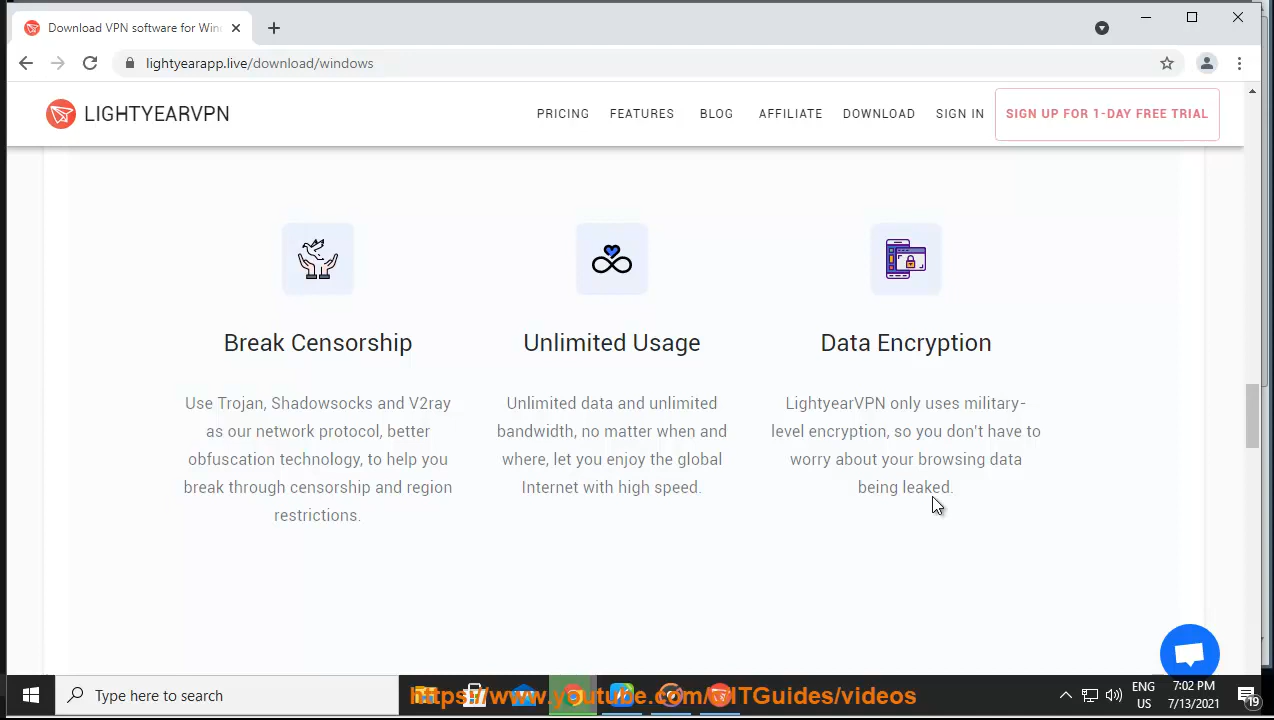 Download VPN software for Win
lightyearapp.live/download/windows
LIGHTYEARVPN
PRICING FEATURES BLOG AFFILIATE DOWNLOAD SIGN IN SIGN UP FOR 1-DAY FREE TRIAL
Break Censorship
Use Trojan, Shadowsocks and V2ray
as our network protocol, better
obfuscation technology, to help you
break through censorship and region
restrictions.
Unlimited Usage
Unlimited data and unlimited
bandwidth, no matter when and
where, let you enjoy the global
Internet with high speed.
Data Encryption
LightyearVPN only uses military-
level encryption, so you don't have to
worry about your browsing data
being leaked.
Type here to search
ENG
US
7:02 PM
7/13/2021
19